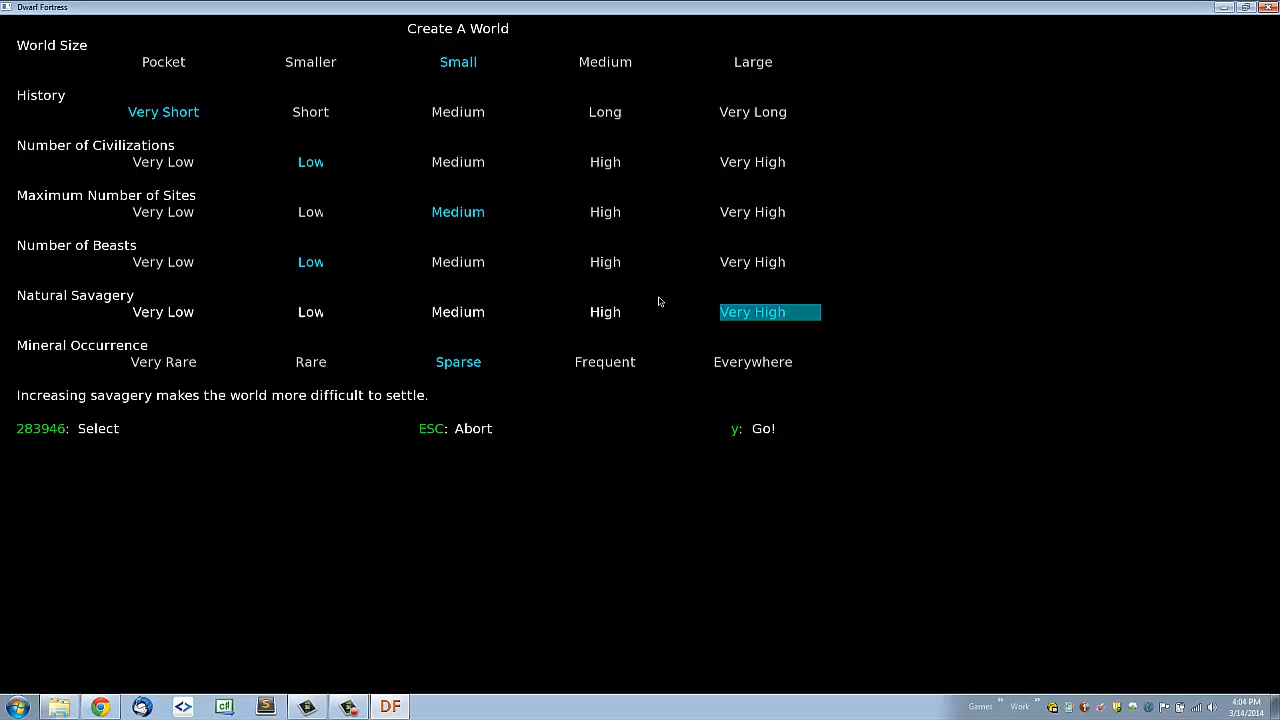 Dwarf Fortress
Create A World
World Size
Pocket Smaller Small Medium Large
History
Very Short Short Medium Long Very Long
Number of Civilizations
Very Low Low Medium High Very High
Maximum Number of Sites
Very Low Low Medium High Very High
Number of Beasts
Very Low Low Medium High Very High
Natural Savagery
Very Low Low Medium High Very High
Mineral Occurrence
Very Rare Rare Sparse Frequent Everywhere
Increasing savagery makes the world more difficult to settle.
283946: Select ESC: Abort y: Go!
C# S DF Games » Work » 4:04 PM
3/14/2014